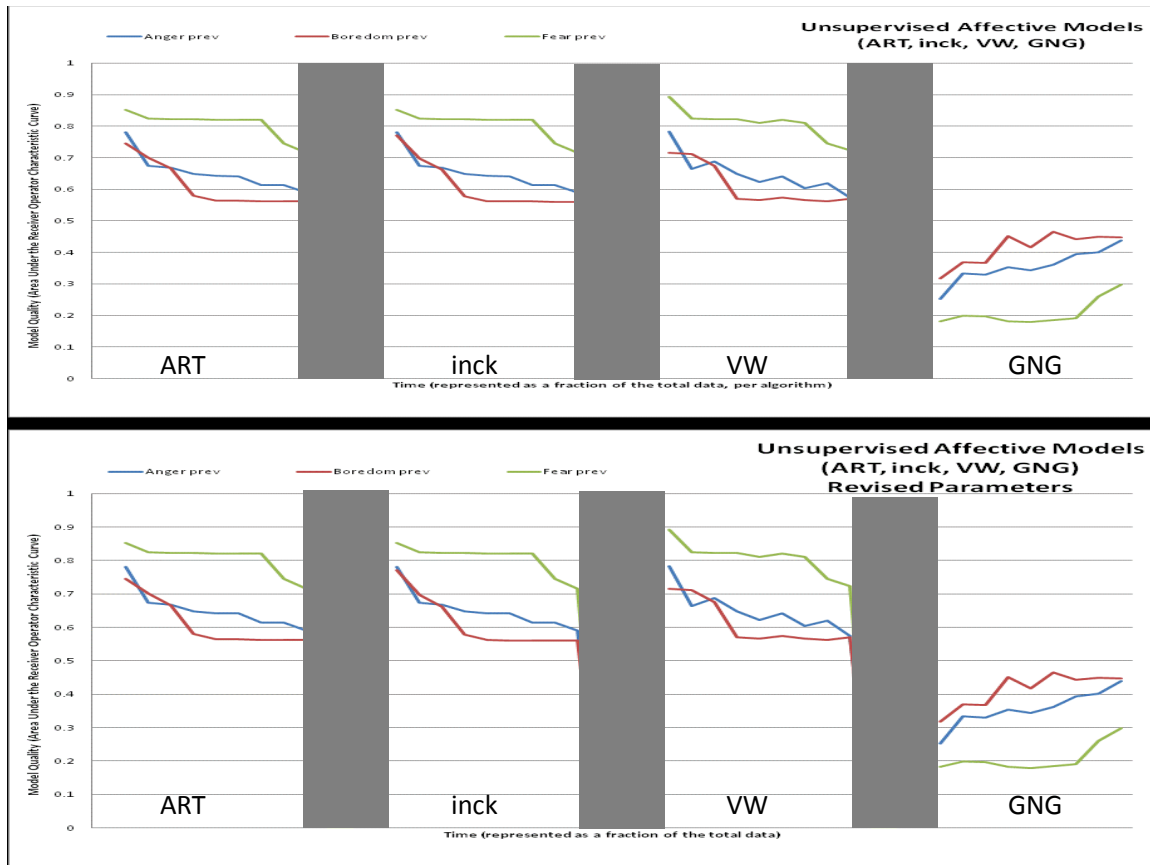 Unsupervised Affective Models
(ART, inck, VW, GNG)
Anger prev
Boredom prev
Fear prev
Model Quality (Area Under the Receiver Operator Characteristic Curve)
1
0.9
0.8
0.7
0.6
0.5
0.4
0.3
0.2
0.1
0
ART
inck
VW
GNG
Time (represented as a fraction of the total data, per algorithm)
Unsupervised Affective Models
(ART, inck, VW, GNG)
Revised Parameters
Anger prev
Boredom prev
Fear prev
Model Quality (Area Under the Receiver Operator Characteristic Curve)
1
0.9
0.8
0.7
0.6
0.5
0.4
0.3
0.2
0.1
0
ART
inck
VW
GNG
Time (represented as a fraction of the total data)